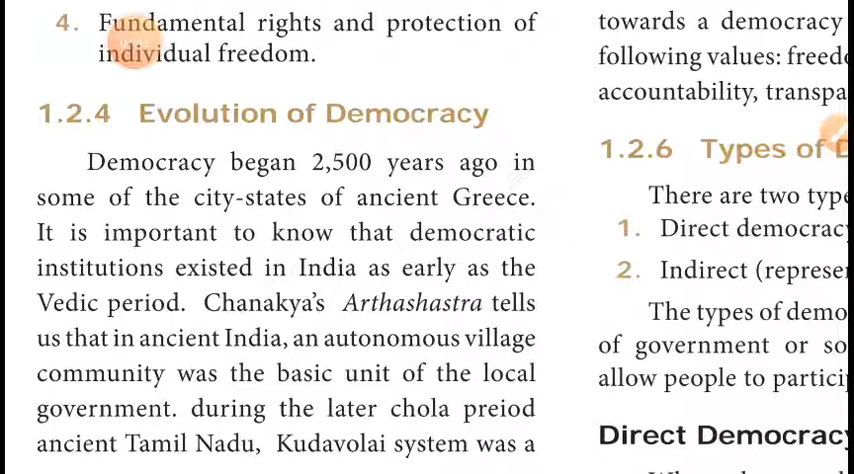 4. Fundamental rights and protection of
individual freedom.
1.2.4 Evolution of Democracy
Democracy began 2,500 years ago in
some of the city-states of ancient Greece.
It is important to know that democratic
institutions existed in India as early as the
Vedic period. Chanakya's Arthashastra tells
us that in ancient India, an autonomous village
community was the basic unit of the local
government. during the later chola preiod
ancient Tamil Nadu, Kudavolai system was a
towards a democracy
following values: freed
accountability, transpa
1.2.6 Types of
There are two type
1. Direct democrac
2. Indirect (represe
The types of demo
of government or so
allow people to partici
Direct Democrac